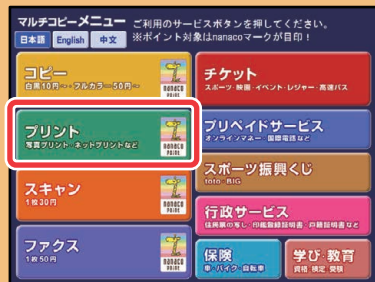 マルチコピーメニュー ご利用のサービスボタンを押してください。
日本語 English 中文 ※ポイント対象はnanacoマークが目印！
コピー
白黒10円～・フルカラー50円～
nanaco
POINT
チケット
スポーツ・映画・イベント・レジャー・高速バス
プリント
写真プリント・ネットプリントなど
nanaco
POINT
プリペイドサービス
オンラインマネー・国際電話など
スキャン
1枚30円
nanaco
POINT
スポーツ振興くじ
toto・BIG
行政サービス
住民票の写し・印鑑登録証明書・戸籍証明書など
ファクス
1枚50円
nanaco
POINT
保険
車・バイク・自転車
学び・教育
資格 検定 受験